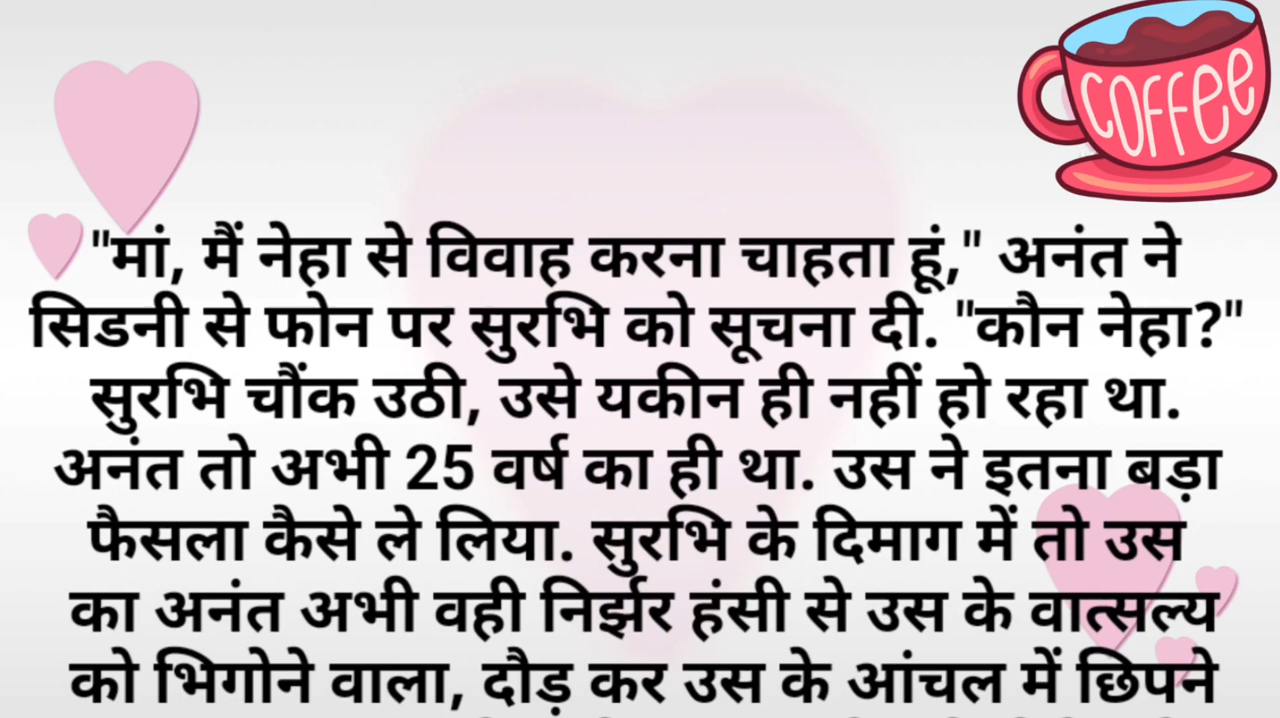 COFFEE
"मां, मैं नेहा से विवाह करना चाहता हूं," अनंत ने
सिडनी से फोन पर सुरभि को सूचना दी. "कौन नेहा?"
सुरभि चौंक उठी, उसे यकीन ही नहीं हो रहा था.
अनंत तो अभी 25 वर्ष का ही था. उस ने इतना बड़ा
फैसला कैसे ले लिया. सुरभि के दिमाग में तो उस
का अनंत अभी वही निर्झर हंसी से उस के वात्सल्य
को भिगोने वाला, दौड़ कर उस के आंचल में छिपने